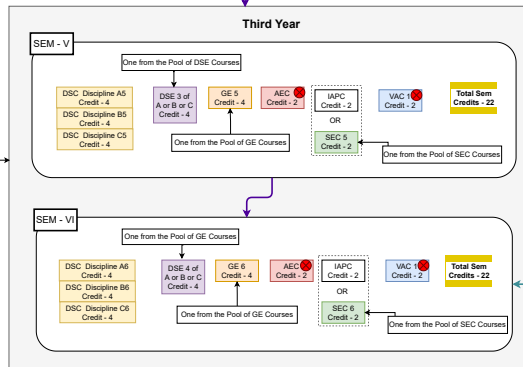 Third Year
SEM - V
One from the Pool of DSE Courses
DSC Discipline A5
Credit - 4
DSC Discipline B5
Credit - 4
DSC Discipline C5
Credit - 4
DSE 3 of
A or B or C
Credit - 4
GE 5
Credit - 4
AEC
Credit - 2
IAPC
Credit - 2
OR
SEC 5
Credit - 2
VAC 1
Credit - 2
Total Sem
Credits - 22
One from the Pool of GE Courses
One from the Pool of SEC Courses
SEM - VI
One from the Pool of GE Courses
DSC Discipline A6
Credit - 4
DSC Discipline B6
Credit - 4
DSC Discipline C6
Credit - 4
DSE 4 of
A or B or C
Credit - 4
GE 6
Credit - 4
AEC
Credit - 2
IAPC
Credit - 2
OR
SEC 6
Credit - 2
VAC 1
Credit - 2
Total Sem
Credits - 22
One from the Pool of GE Courses
One from the Pool of SEC Courses